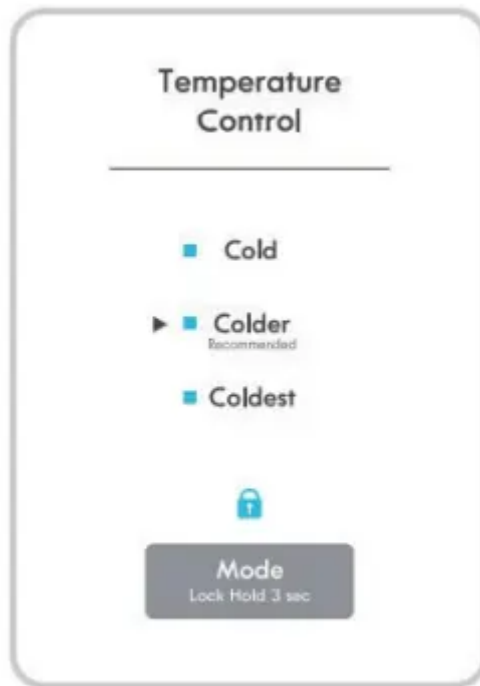 Temperature
Control
Cold
Colder
Recommended
Coldest
Mode
Lock Hold 3 sec